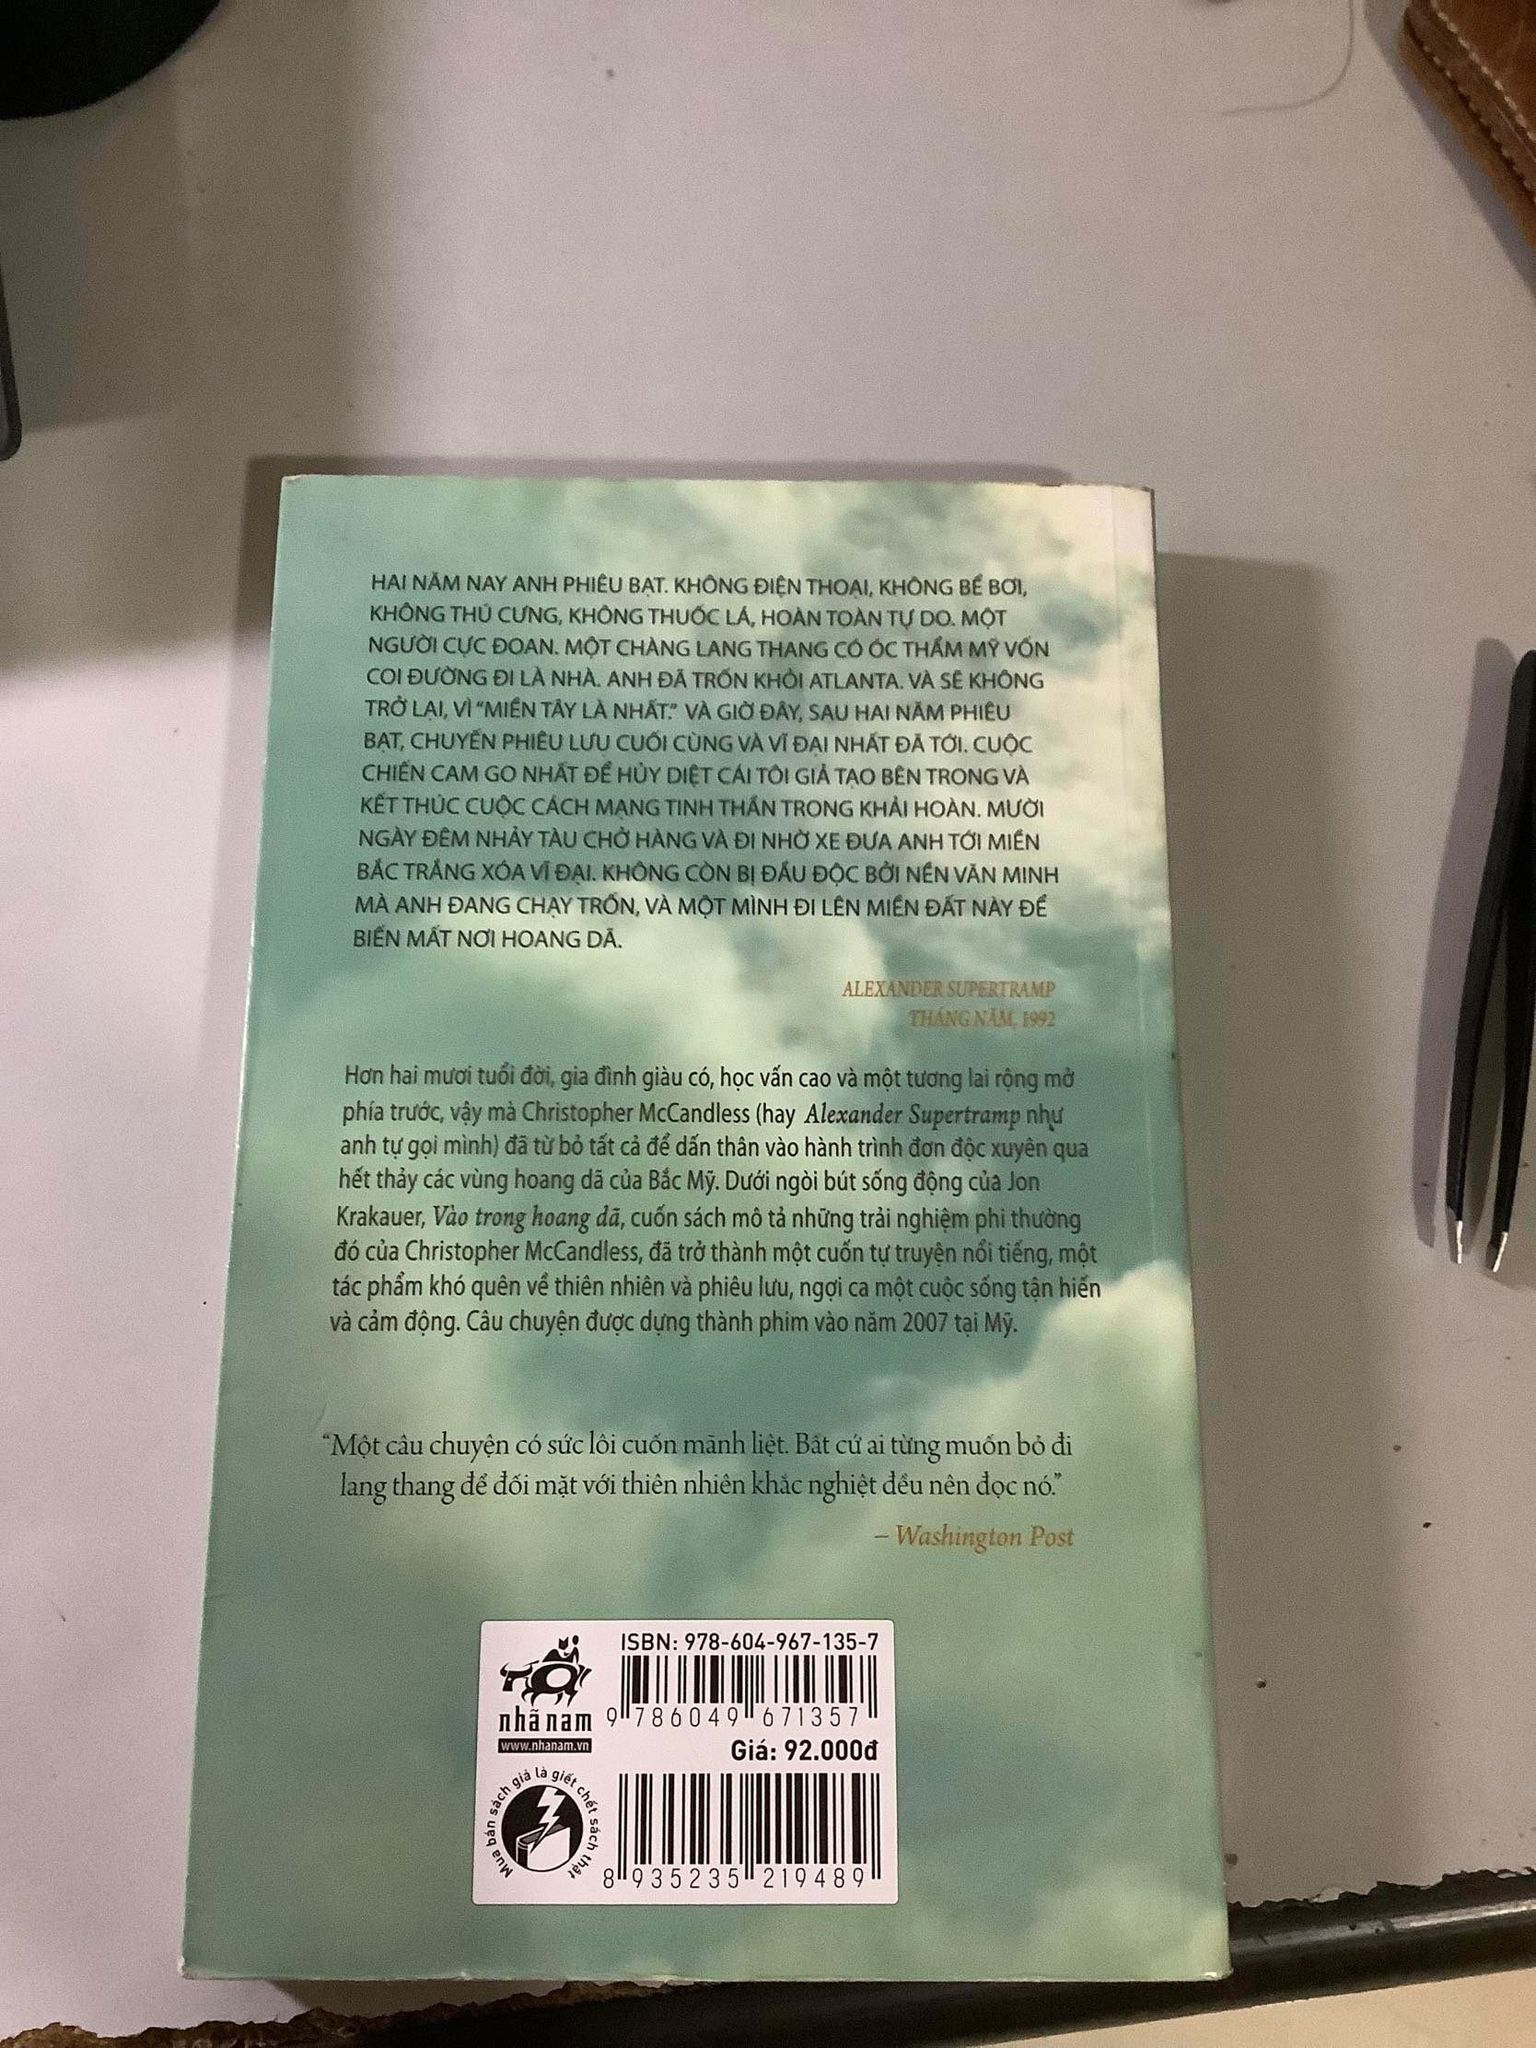 HAI NĂM NAY ANH PHIÊU BẠT. KHÔNG ĐIỆN THOẠI, KHÔNG BỂ BƠI,
KHÔNG THÚ CƯNG, KHÔNG THUỐC LÁ, HOÀN TOÀN TỰ DO. MỘT
NGƯỜI CỰC ĐOAN. MỘT CHÀNG LANG THANG CÓ ÓC THẨM MỸ VỐN
COI ĐƯỜNG ĐI LÀ NHÀ. ANH ĐÃ TRỐN KHỎI ATLANTA. VÀ SẼ KHÔNG
TRỞ LẠI, VÌ “MIỀN TÂY LÀ NHẤT.” VÀ GIỜ ĐÂY, SAU HAI NĂM PHIÊU
BẠT, CHUYẾN PHIÊU LƯU CUỐI CÙNG VÀ VĨ ĐẠI NHẤT ĐÃ TỚI. CUỘC
CHIẾN CAM GO NHẤT ĐỂ HỦY DIỆT CÁI TÔI GIẢ TẠO BÊN TRONG VÀ
KẾT THÚC CUỘC CÁCH MẠNG TINH THẦN TRONG KHẢI HOÀN. MƯỜI
NGÀY ĐÊM NHẢY TÀU CHỞ HÀNG VÀ ĐI NHỜ XE ĐƯA ANH TỚI MIỀN
BẮC TRẮNG XÓA VĨ ĐẠI. KHÔNG CÒN BỊ ĐẦU ĐỘC BỞI NỀN VĂN MINH
MÀ ANH ĐANG CHẠY TRỐN, VÀ MỘT MÌNH ĐI LÊN MIỀN ĐẤT NÀY ĐỂ
BIẾN MẤT NƠI HOANG DÃ.
ALEXANDER SUPERTRAMP
THÁNG NĂM, 1992
Hơn hai mươi tuổi đời, gia đình giàu có, học vấn cao và một tương lai rộng mở
phía trước, vậy mà Christopher McCandless (hay Alexander Supertramp như
anh tự gọi mình) đã từ bỏ tất cả để dấn thân vào hành trình đơn độc xuyên qua
hết thảy các vùng hoang dã của Bắc Mỹ. Dưới ngòi bút sống động của Jon
Krakauer, Vào trong hoang dã, cuốn sách mô tả những trải nghiệm phi thường
đó của Christopher McCandless, đã trở thành một cuốn tự truyện nổi tiếng, một
tác phẩm khó quên về thiên nhiên và phiêu lưu, ngợi ca một cuộc sống tận hiến
và cảm động. Câu chuyện được dựng thành phim vào năm 2007 tại Mỹ.
“Một câu chuyện có sức lôi cuốn mãnh liệt. Bất cứ ai từng muốn bỏ đi
lang thang để đối mặt với thiên nhiên khắc nghiệt đều nên đọc nó.”
– Washington Post
ISBN: 978-604-967-135-7
9 786049 671357
nhã nam
www.nhanam.vn
Giá: 92.000đ
Mua bán sách giả là giết chết sách thật
8 935235 219489